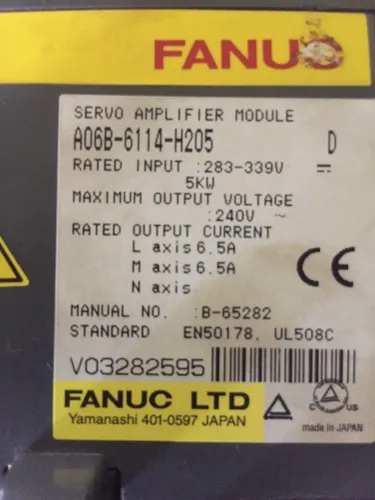 FANUC
SERVO AMPLIFIER MODULE
A06B-6114-H205 D
RATED INPUT :283-339V ⎓
5KW
MAXIMUM OUTPUT VOLTAGE
:240V ~
RATED OUTPUT CURRENT
L axis 6.5A
M axis 6.5A
N axis
CE
MANUAL NO. :B-65282
STANDARD EN50178, UL508C
V03282595
FANUC LTD
Yamanashi 401-0597 JAPAN
C US
made in JAPAN